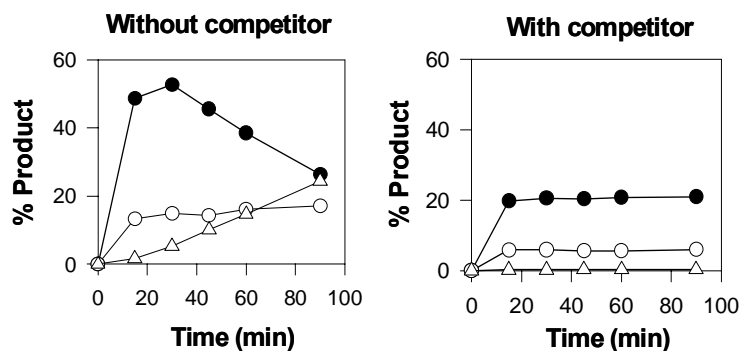 Without competitor
% Product
60
40
20
0
0 20 40 60 80 100
Time (min)
With competitor
% Product
60
40
20
0
0 20 40 60 80 100
Time (min)